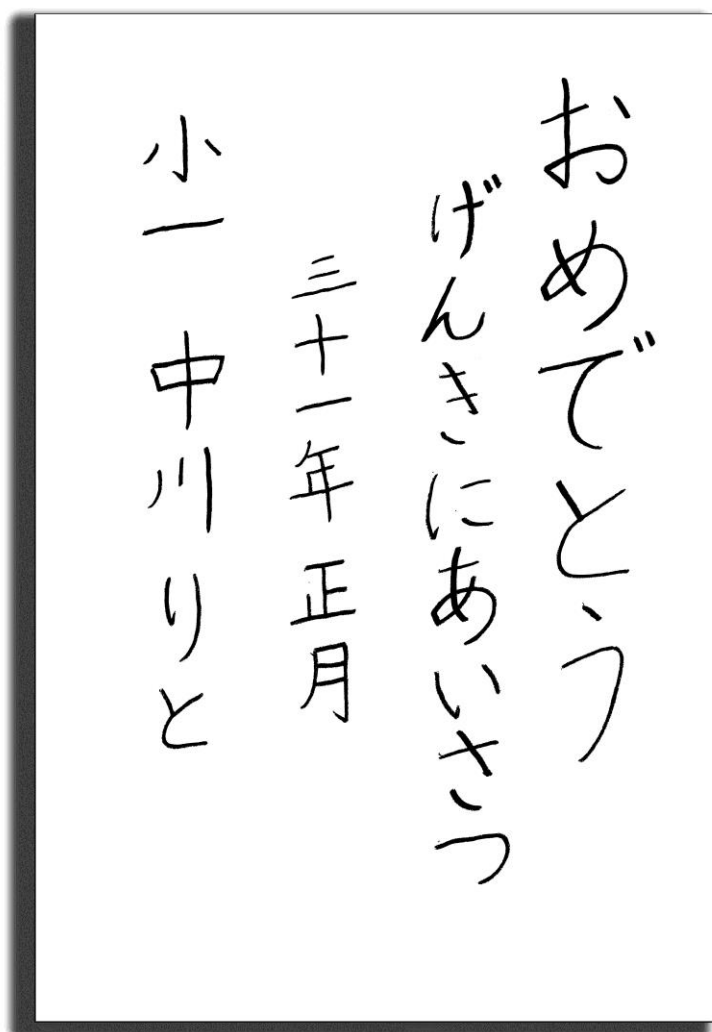 おめでとう
げんきにあいさつ
三十一年 正月
小一 中川りと